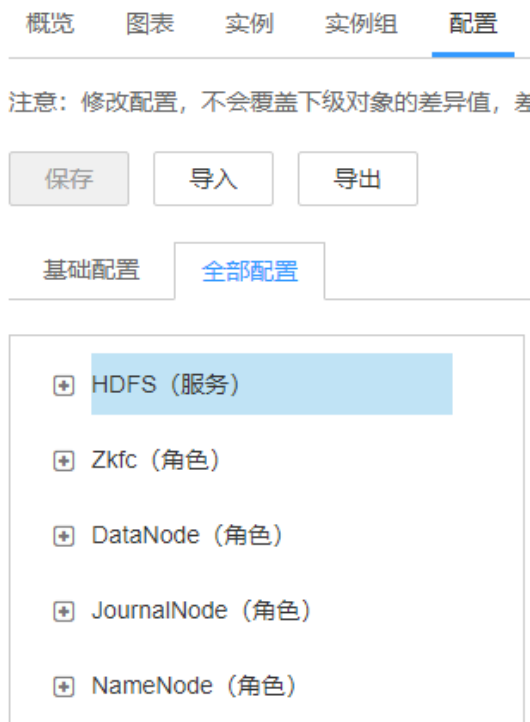 概览 图表 实例 实例组 配置
注意：修改配置，不会覆盖下级对象的差异值，差
保存 导入 导出
基础配置 全部配置
HDFS（服务）
Zkfc（角色）
DataNode（角色）
JournalNode（角色）
NameNode（角色）